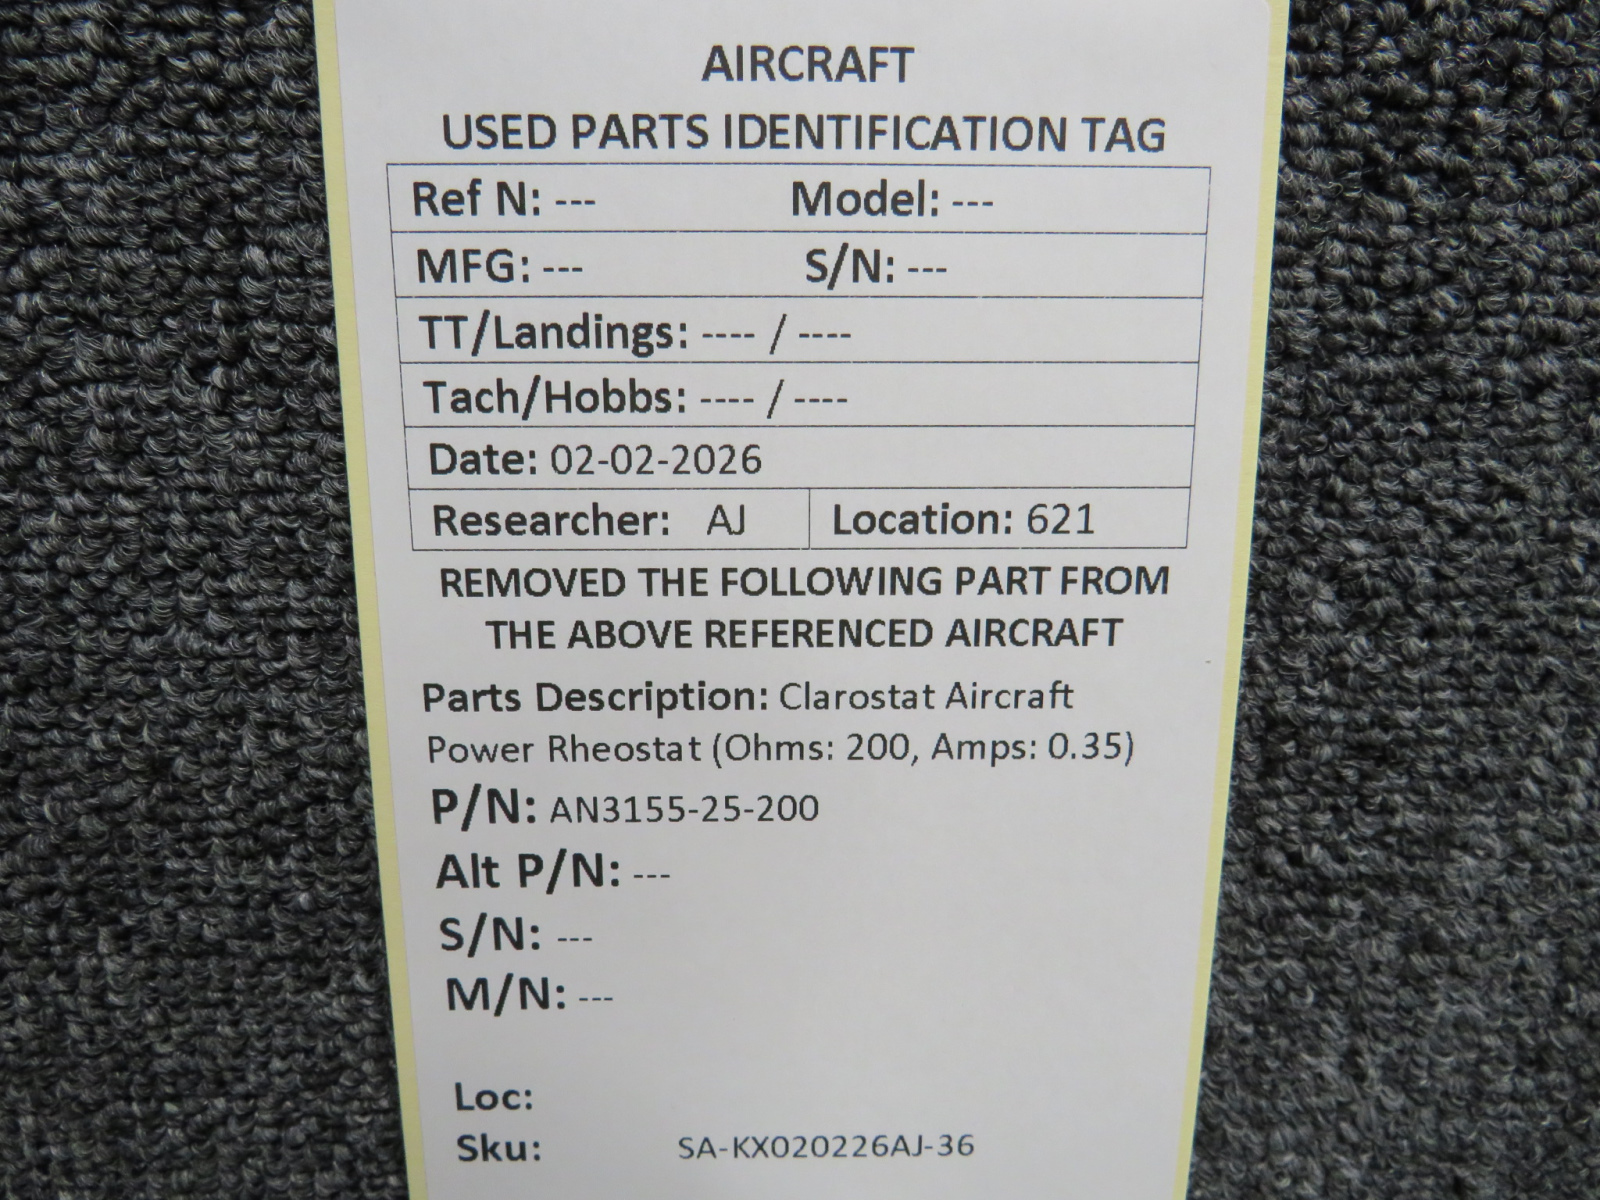 AIRCRAFT
USED PARTS IDENTIFICATION TAG
Ref N: --- Model: ---
MFG: --- S/N: ---
TT/Landings: ---- / ----
Tach/Hobbs: ---- / ----
Date: 02-02-2026
Researcher: AJ Location: 621
REMOVED THE FOLLOWING PART FROM
THE ABOVE REFERENCED AIRCRAFT
Parts Description: Clarostat Aircraft
Power Rheostat (Ohms: 200, Amps: 0.35)
P/N: AN3155-25-200
Alt P/N: ---
S/N: ---
M/N: ---
Loc:
Sku: SA-KX020226AJ-36